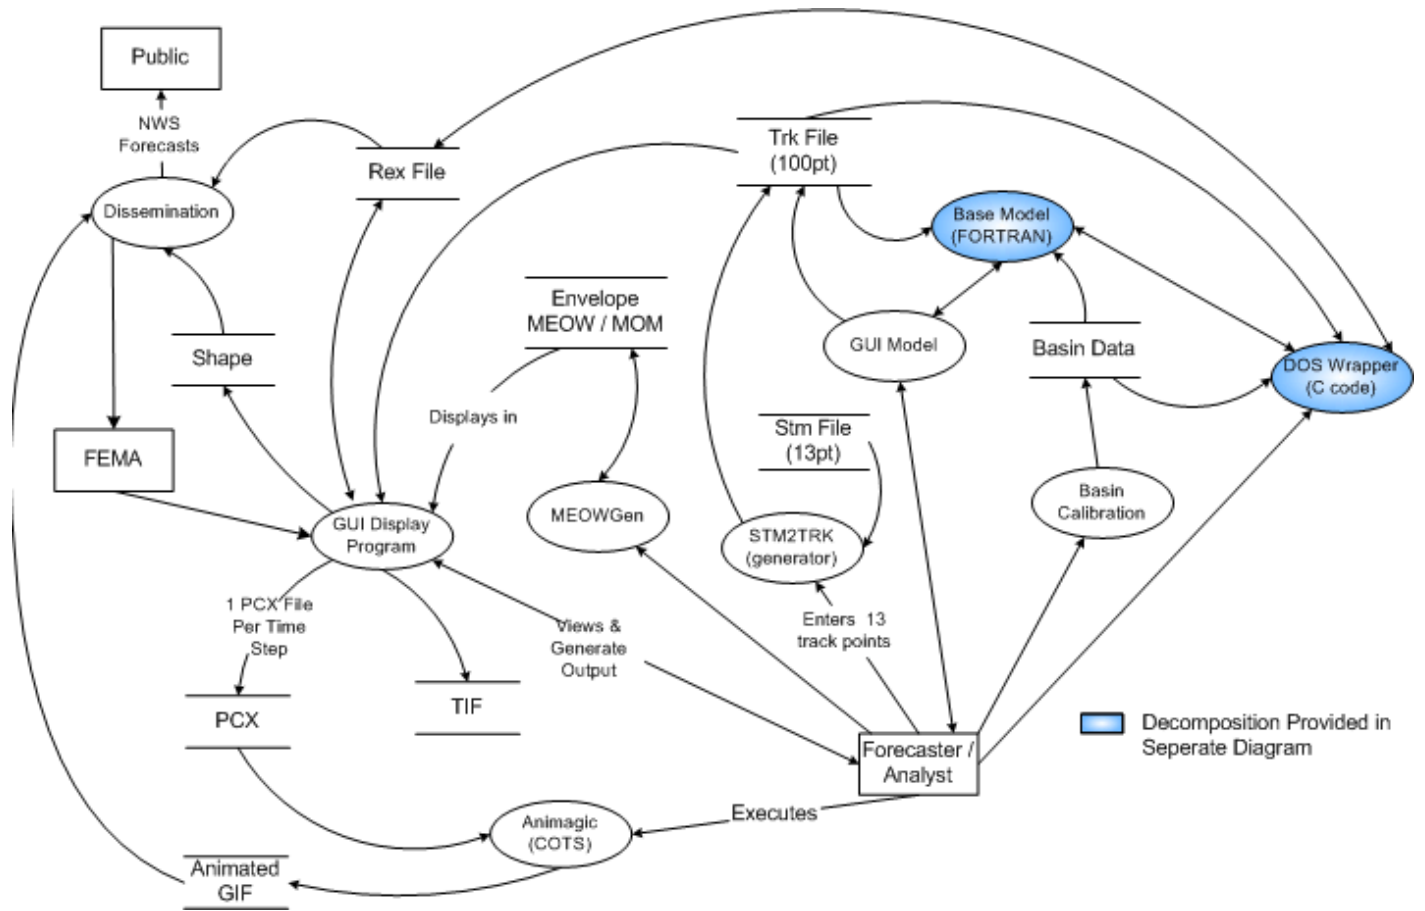 Public
NWS
Forecasts
Dissemination
Rex File
Trk File
(100pt)
Base Model
(FORTRAN)
Envelope
MEOW / MOM
GUI Model
Basin Data
DOS Wrapper
(C code)
Shape
Displays in
Stm File
(13pt)
FEMA
GUI Display
Program
MEOWGen
STM2TRK
(generator)
Basin
Calibration
1 PCX File
Per Time
Step
Views &
Generate
Output
Enters 13
track points
PCX
TIF
Forecaster /
Analyst
Decomposition Provided in
Seperate Diagram
Executes
Animagic
(COTS)
Animated
GIF